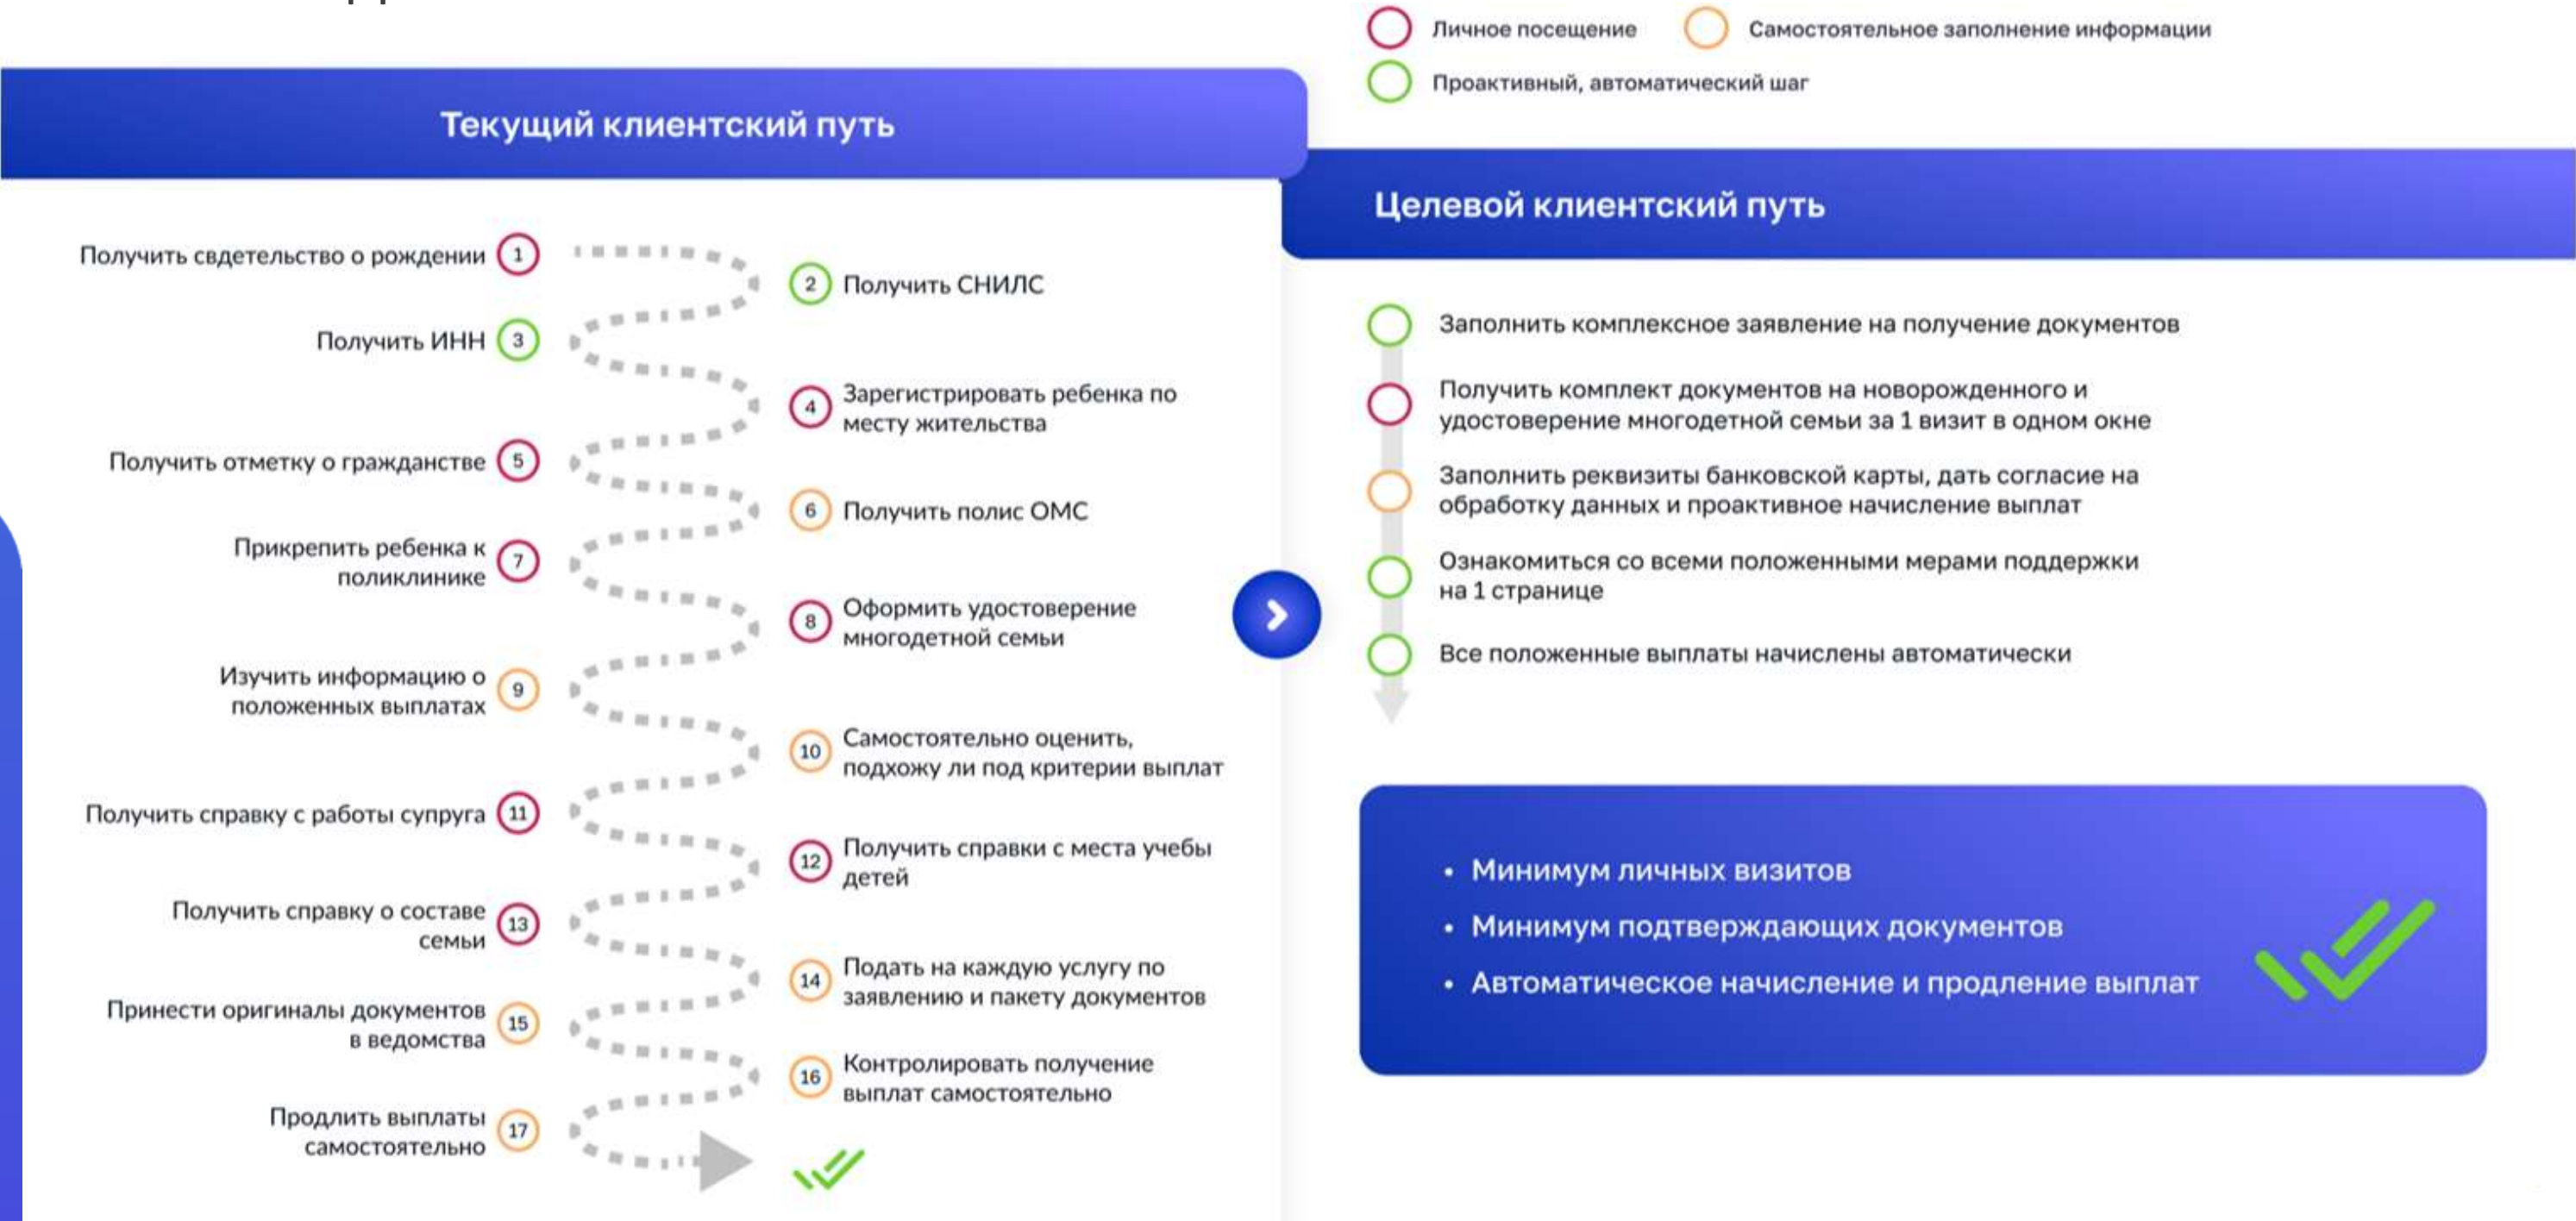 Личное посещение
Самостоятельное заполнение информации
Проактивный, автоматический шаг
Текущий клиентский путь
Получить свдетельство о рождении 1
2 Получить СНИЛС
Получить ИНН 3
4 Зарегистрировать ребенка по
месту жительства
Получить отметку о гражданстве 5
6 Получить полис ОМС
Прикрепить ребенка к
поликлинике
7
8 Оформить удостоверение
многодетной семьи
Изучить информацию о
положенных выплатах
9
10 Самостоятельно оценить,
подхожу ли под критерии выплат
Получить справку с работы супруга 11
12 Получить справки с места учебы
детей
Получить справку о составе
семьи
13
14 Подать на каждую услугу по
заявлению и пакету документов
Принести оригиналы документов
в ведомства
15
16 Контролировать получение
выплат самостоятельно
Продлить выплаты
самостоятельно
17
Целевой клиентский путь
Заполнить комплексное заявление на получение документов
Получить комплект документов на новорожденного и
удостоверение многодетной семьи за 1 визит в одном окне
Заполнить реквизиты банковской карты, дать согласие на
обработку данных и проактивное начисление выплат
Ознакомиться со всеми положенными мерами поддержки
на 1 странице
Все положенные выплаты начислены автоматически
• Минимум личных визитов
• Минимум подтверждающих документов
• Автоматическое начисление и продление выплат